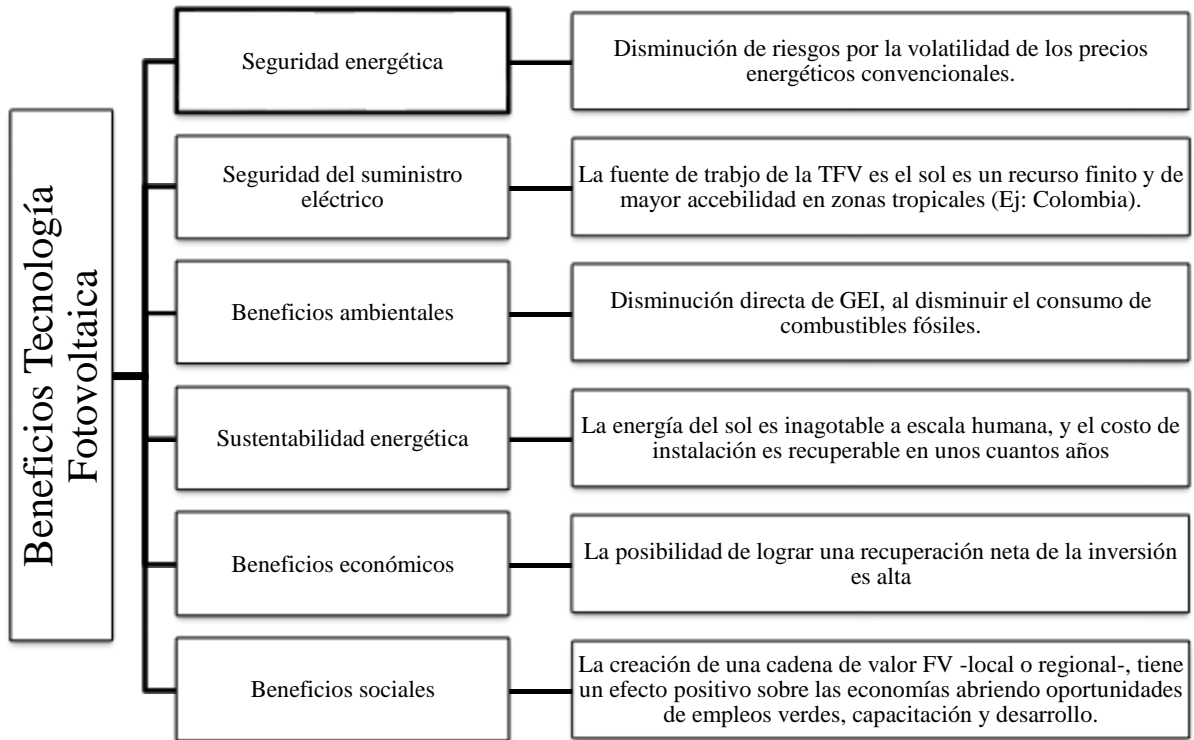 Beneficios Tecnología
Fotovoltaica
Seguridad energética
Disminución de riesgos por la volatilidad de los precios
energéticos convencionales.
Seguridad del suministro
eléctrico
La fuente de trabjo de la TFV es el sol es un recurso finito y de
mayor accebilidad en zonas tropicales (Ej: Colombia).
Beneficios ambientales
Disminución directa de GEI, al disminuir el consumo de
combustibles fósiles.
Sustentabilidad energética
La energía del sol es inagotable a escala humana, y el costo de
instalación es recuperable en unos cuantos años
Beneficios económicos
La posibilidad de lograr una recuperación neta de la inversión
es alta
Beneficios sociales
La creación de una cadena de valor FV -local o regional-, tiene
un efecto positivo sobre las economías abriendo oportunidades
de empleos verdes, capacitación y desarrollo.